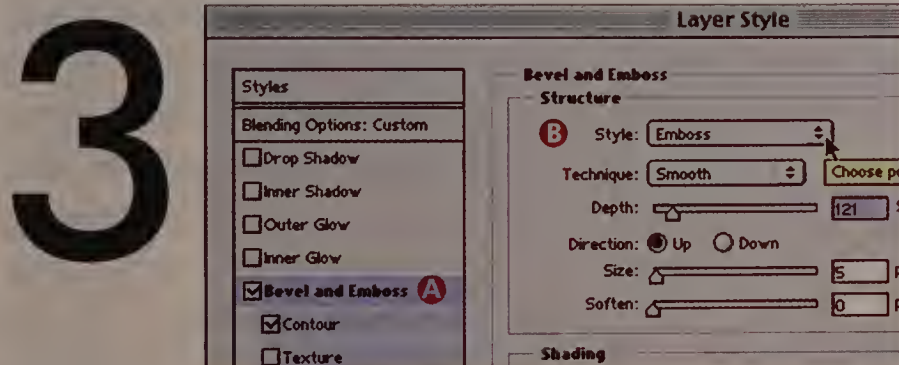 3
Layer Style
Styles
Blending Options: Custom
Drop Shadow
Inner Shadow
Outer Glow
Inner Glow
Bevel and Emboss A
Contour
Texture
Bevel and Emboss
Structure
B Style: Emboss
Technique: Smooth
Choose
Depth: 121
Direction: Up Down
Size: 5
Soften: 0
Shading